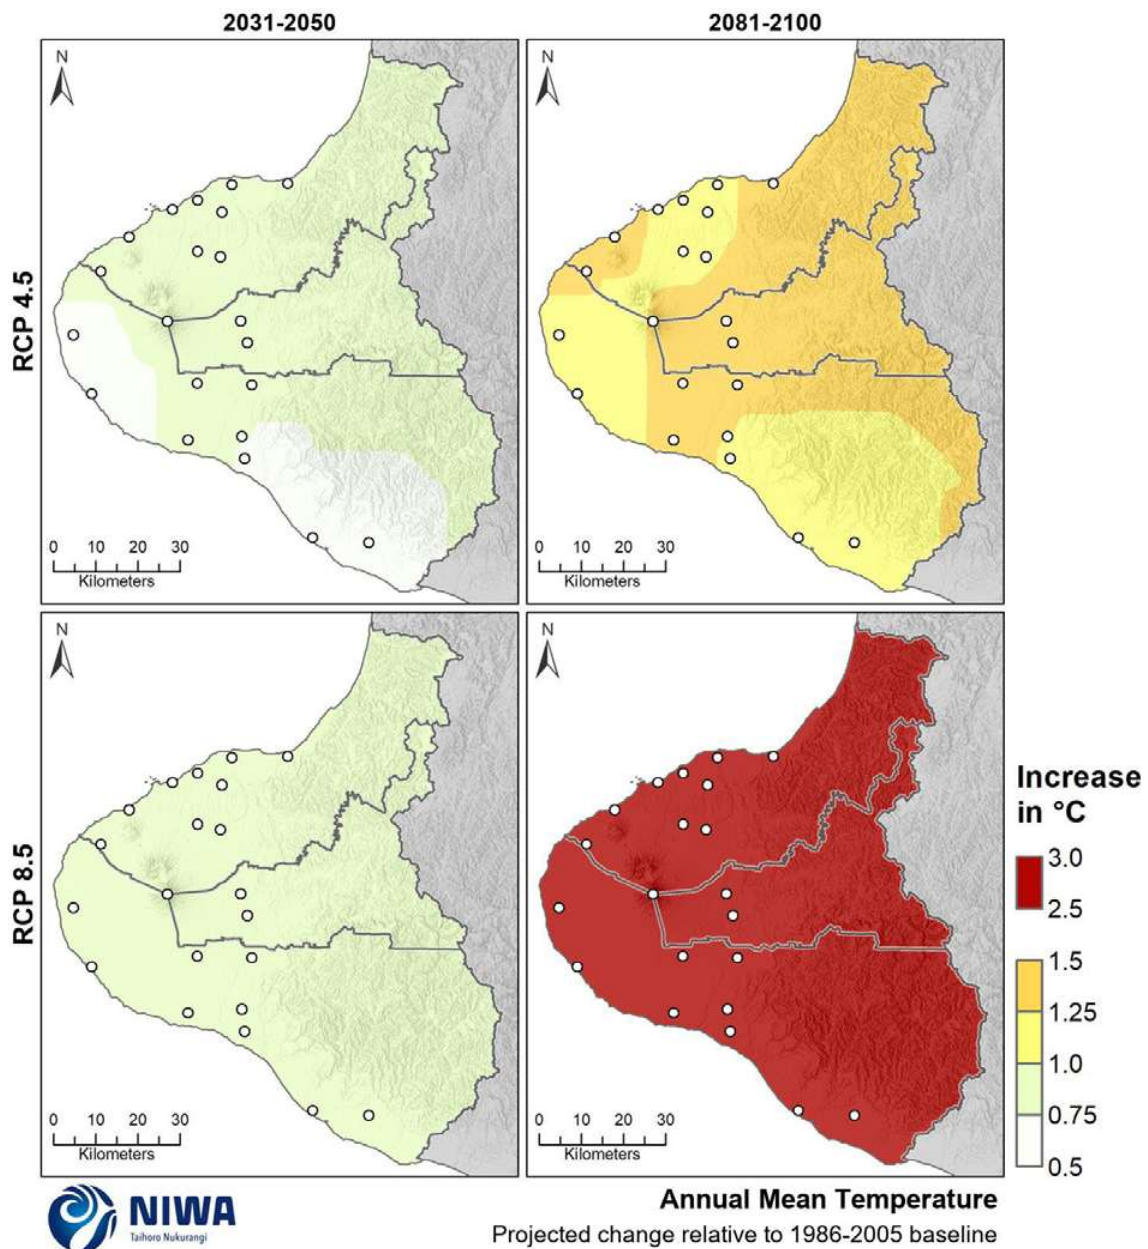 2031-2050
2081-2100
RCP 4.5
N
0 10 20 30
Kilometers
N
0 10 20 30
Kilometers
RCP 8.5
N
0 10 20 30
Kilometers
N
0 10 20 30
Kilometers
Increase
in °C
3.0
2.5
1.5
1.25
1.0
0.75
0.5
NIWA
Taihoro Nukurangi
Annual Mean Temperature
Projected change relative to 1986-2005 baseline